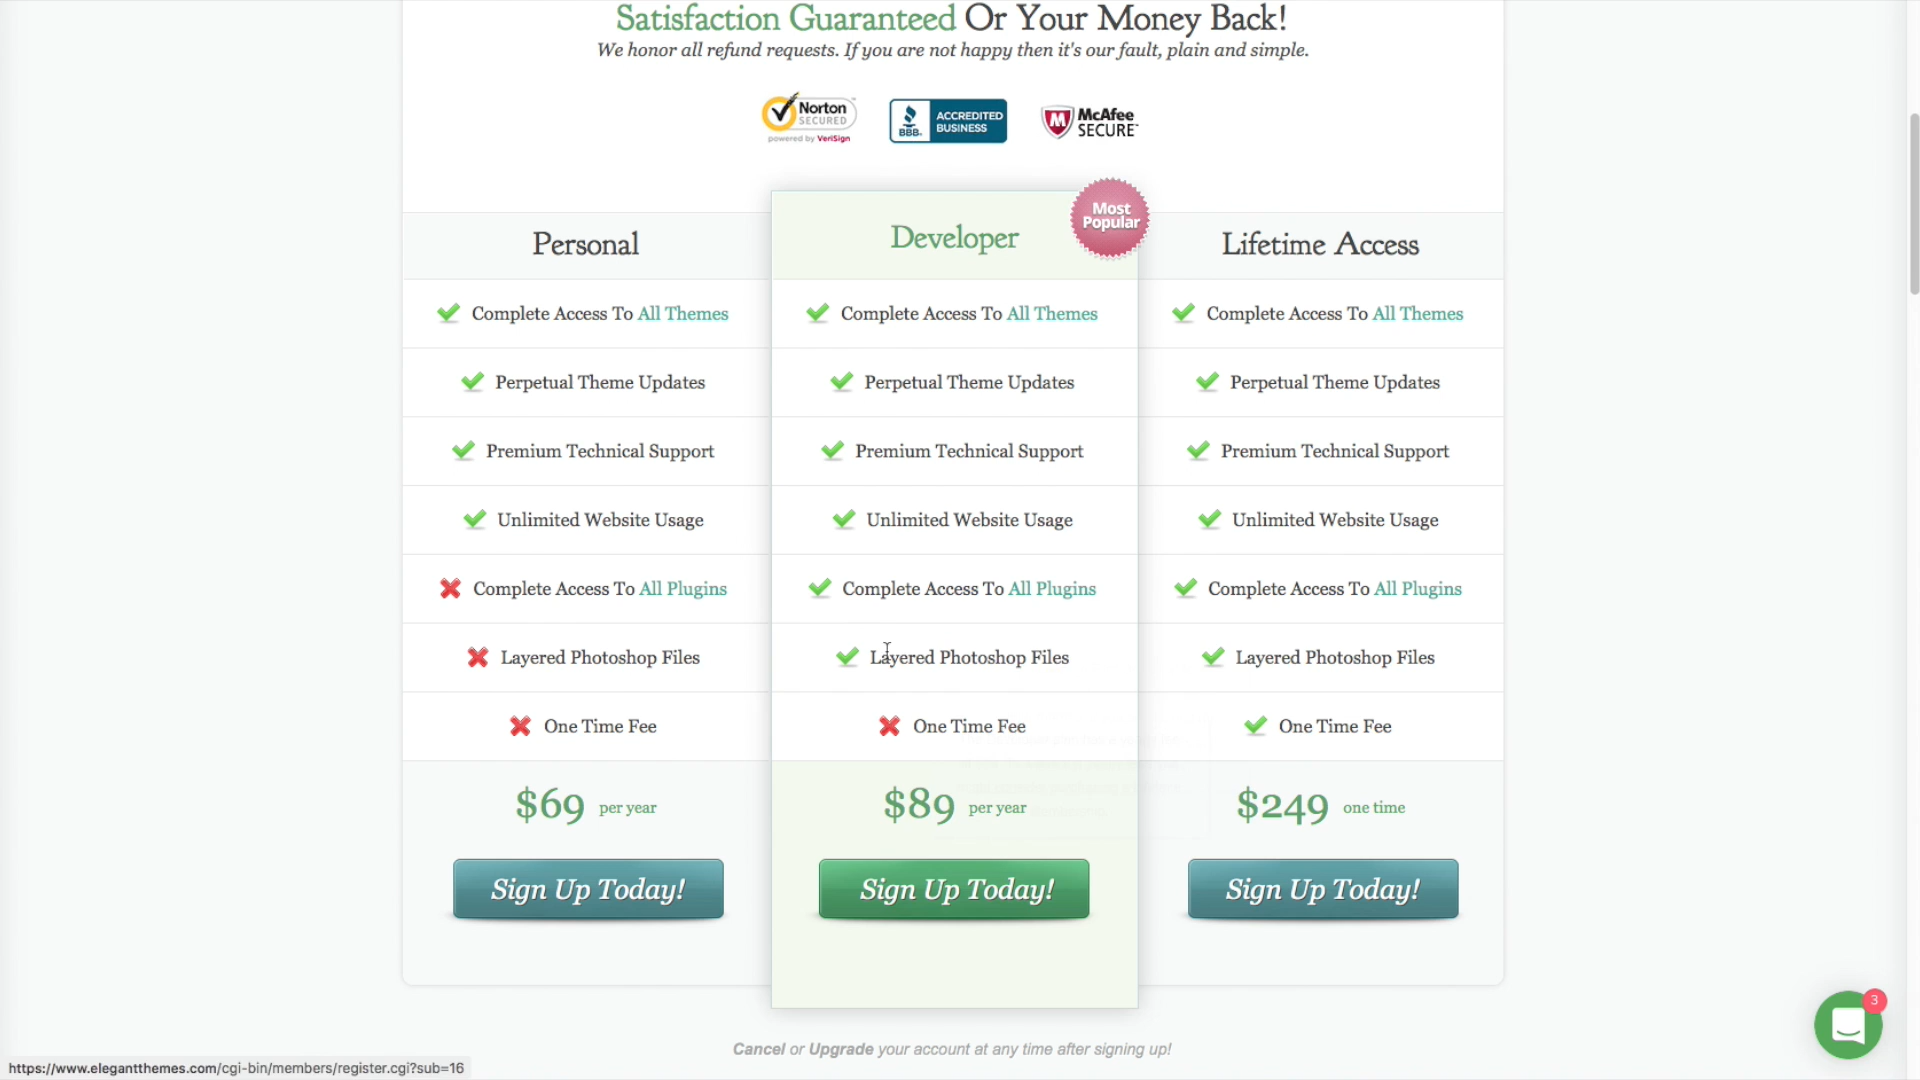 Satisfaction Guaranteed Or Your Money Back!
We honor all refund requests. If you are not happy then it's our fault, plain and simple.
Norton
SECURED
powered by VeriSign
BBB.
ACCREDITED
BUSINESS
McAfee
SECURE™
Most
Popular
Personal
Developer
Lifetime Access
Complete Access To All Themes
Complete Access To All Themes
Complete Access To All Themes
Perpetual Theme Updates
Perpetual Theme Updates
Perpetual Theme Updates
Premium Technical Support
Premium Technical Support
Premium Technical Support
Unlimited Website Usage
Unlimited Website Usage
Unlimited Website Usage
Complete Access To All Plugins
Complete Access To All Plugins
Complete Access To All Plugins
Layered Photoshop Files
Layered Photoshop Files
Layered Photoshop Files
One Time Fee
One Time Fee
One Time Fee
$69 per year
$89 per year
$249 one time
Sign Up Today!
Sign Up Today!
Sign Up Today!
3
Cancel or Upgrade your account at any time after signing up!
https://www.elegantthemes.com/cgi-bin/members/register.cgi?sub=16